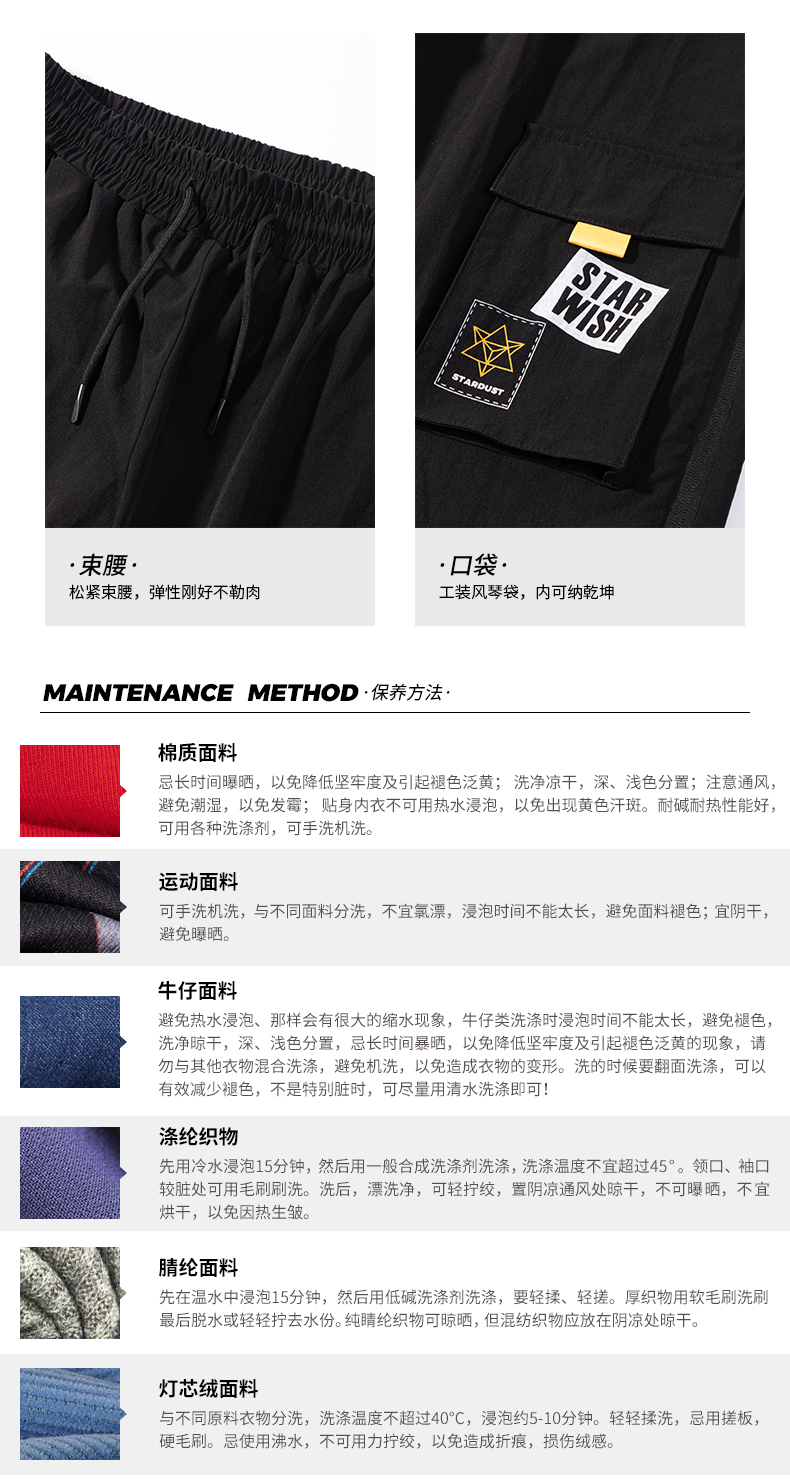 STAR
WISH
STARDUST
·束腰·
松紧束腰，弹性刚好不勒肉
·口袋·
工装风琴袋，内可纳乾坤
MAINTENANCE METHOD ·保养方法·
棉质面料
忌长时间曝晒，以免降低坚牢度及引起褪色泛黄； 洗净凉干，深、浅色分置；注意通风，
避免潮湿，以免发霉； 贴身内衣不可用热水浸泡，以免出现黄色汗斑。耐碱耐热性能好，
可用各种洗涤剂，可手洗机洗。
运动面料
可手洗机洗，与不同面料分洗，不宜氯漂，浸泡时间不能太长，避免面料褪色；宜阴干，
避免曝晒。
牛仔面料
避免热水浸泡、那样会有很大的缩水现象，牛仔类洗涤时浸泡时间不能太长，避免褪色，
洗净晾干，深、浅色分置，忌长时间暴晒，以免降低坚牢度及引起褪色泛黄的现象，请
勿与其他衣物混合洗涤，避免机洗，以免造成衣物的变形。洗的时候要翻面洗涤，可以
有效减少褪色，不是特别脏时，可尽量用清水洗涤即可！
涤纶织物
先用冷水浸泡15分钟，然后用一般合成洗涤剂洗涤，洗涤温度不宜超过45°。领口、袖口
较脏处可用毛刷刷洗。洗后，漂洗净，可轻拧绞，置阴凉通风处晾干，不可曝晒，不宜
烘干，以免因热生皱。
腈纶面料
先在温水中浸泡15分钟，然后用低碱洗涤剂洗涤，要轻揉、轻搓。厚织物用软毛刷洗刷
最后脱水或轻轻拧去水份。纯睛纶织物可晾晒，但混纺织物应放在阴凉处晾干。
灯芯绒面料
与不同原料衣物分洗，洗涤温度不超过40℃，浸泡约5-10分钟。轻轻揉洗，忌用搓板，
硬毛刷。忌使用沸水，不可用力拧绞，以免造成折痕，损伤绒感。